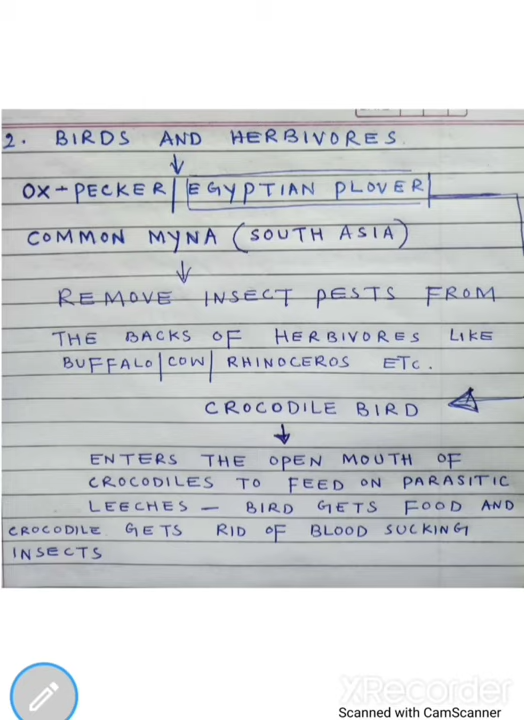 2. BIRDS AND HERBIVORES
OX-PECKER/ EGYPTIAN PLOVER/
COMMON MYNA (SOUTH ASIA)
REMOVE INSECT PESTS FROM
THE BACKS OF HERBIVORES LIKE
BUFFALO/COW/ RHINOCEROS ETC.
CROCODILE BIRD
ENTERS THE OPEN MOUTH OF
CROCODILES TO FEED ON PARASITIC
LEECHES - BIRD GETS FOOD AND
CROCODILE GETS RID OF BLOOD SUCKING
INSECTS
XRecorder
Scanned with CamScanner